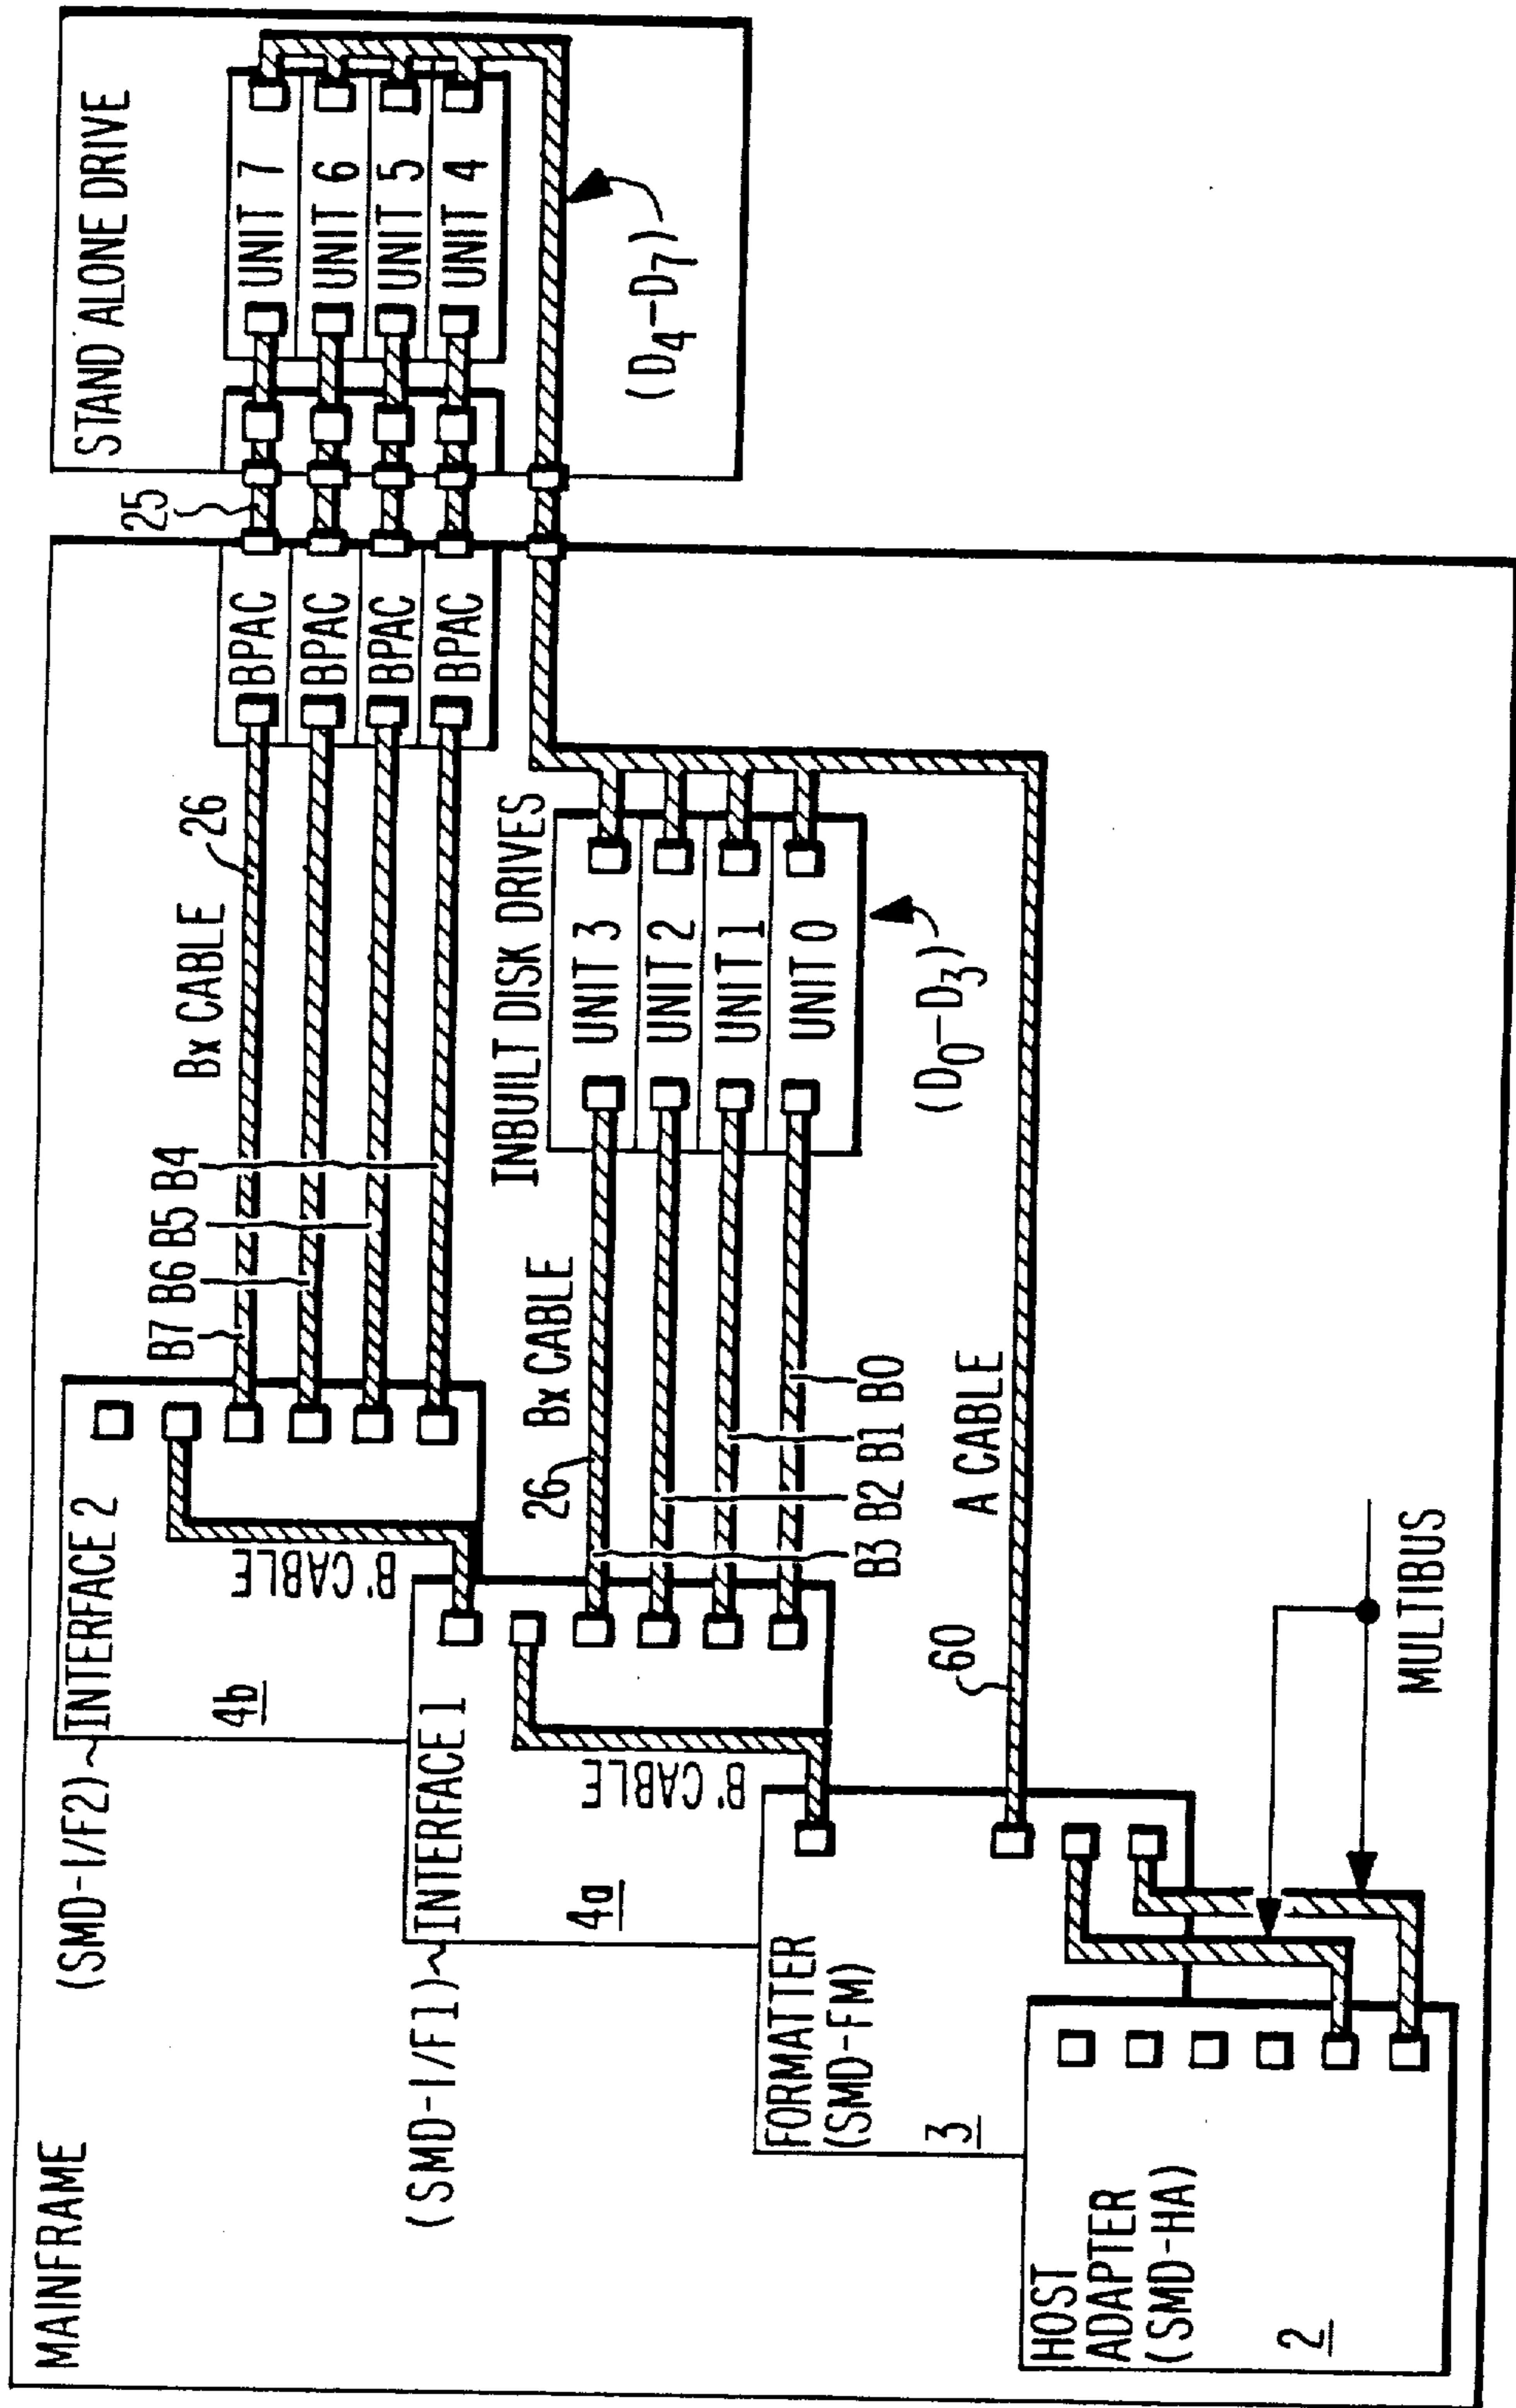 MAINFRAME
STAND ALONE DRIVE
(SMD-I/F2)
INTERFACE 2
4b
B' CABLE
B7 B6 B5 B4
Bx CABLE
26
BPAC
BPAC
BPAC
BPAC
25
UNIT 7
UNIT 6
UNIT 5
UNIT 4
(D4-D7)
(SMD-I/F1)
INTERFACE 1
4a
B' CABLE
26
Bx CABLE
B3 B2 B1 B0
INBUILT DISK DRIVES
UNIT 3
UNIT 2
UNIT 1
UNIT 0
(D0-D3)
FORMATTER
(SMD-FM)
3
60
A CABLE
HOST
ADAPTER
(SMD-HA)
2
MULTIBUS